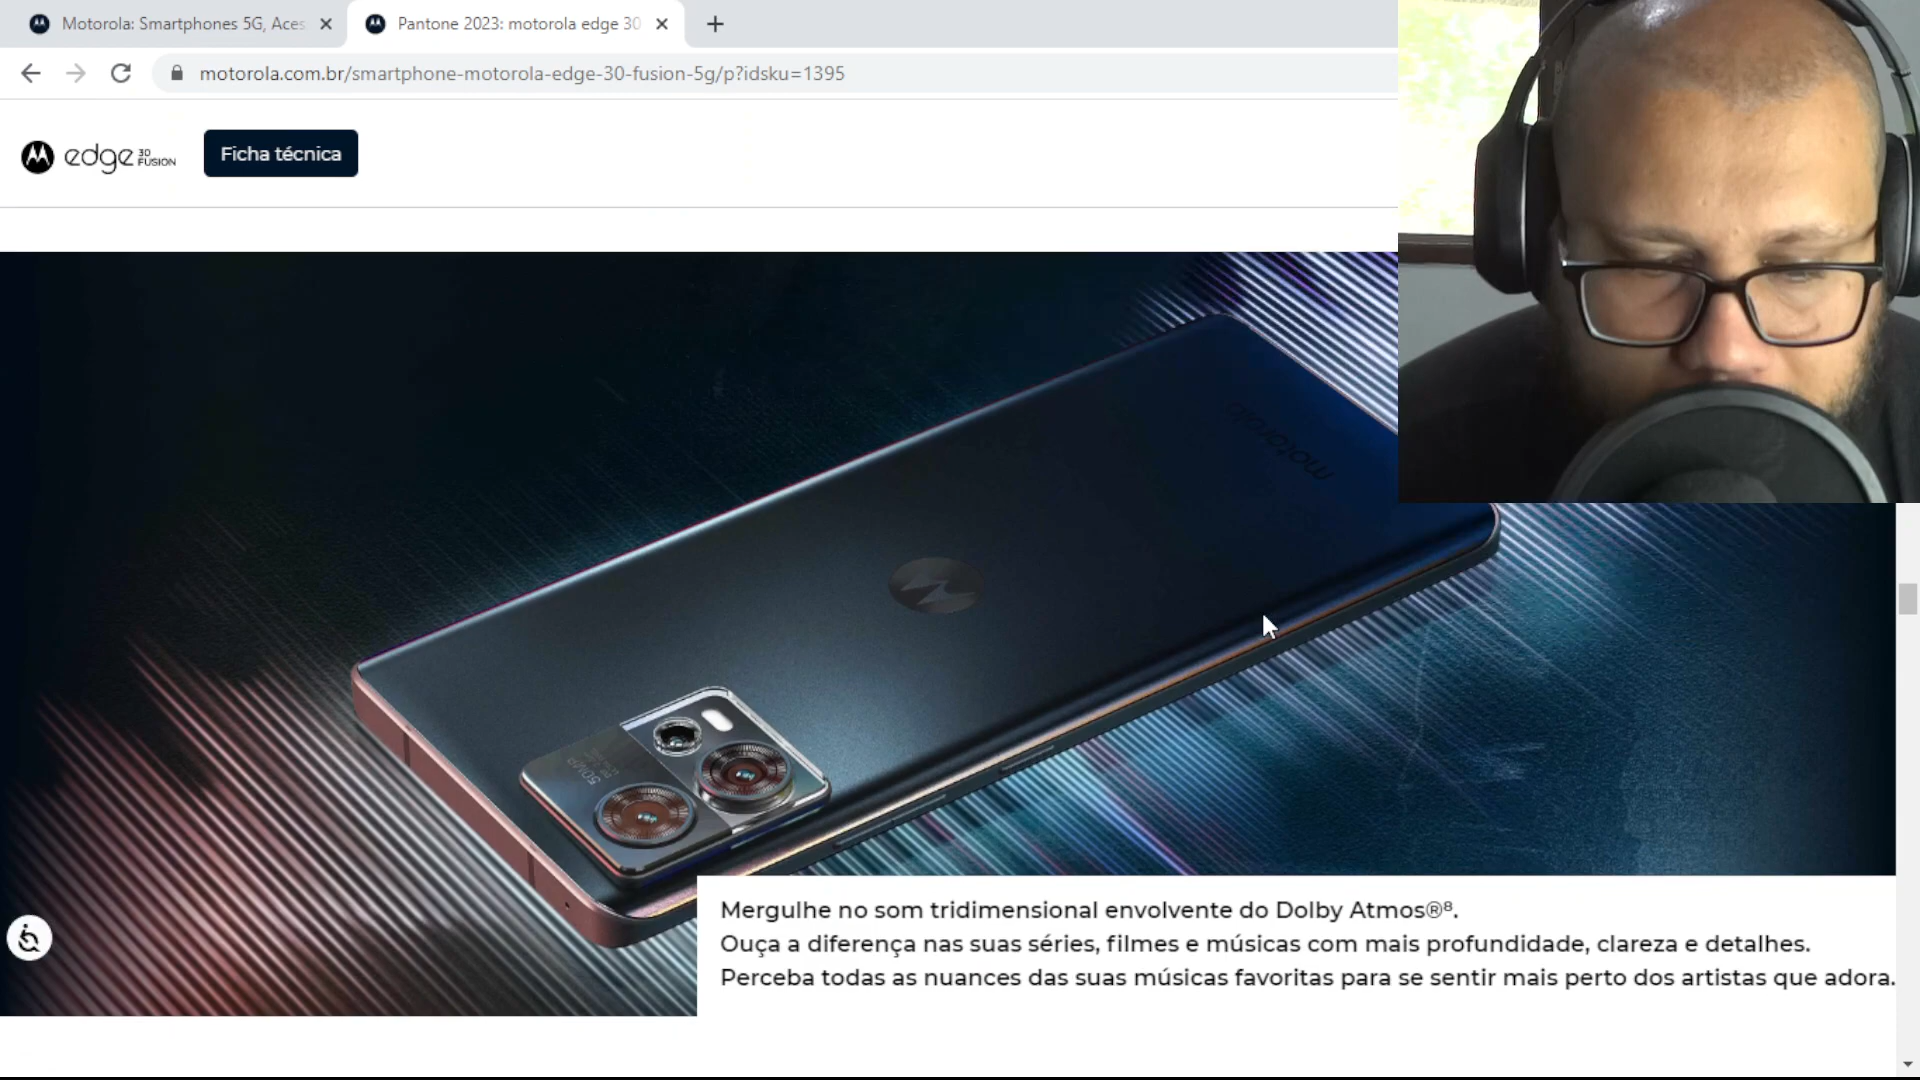 Motorola: Smartphones 5G, Aces
Pantone 2023: motorola edge 30
motorola.com.br/smartphone-motorola-edge-30-fusion-5g/p?idsku=1395
edge 30 FUSION
Ficha técnica
motorola
50MP
Mergulhe no som tridimensional envolvente do Dolby Atmos®⁸.
Ouça a diferença nas suas séries, filmes e músicas com mais profundidade, clareza e detalhes.
Perceba todas as nuances das suas músicas favoritas para se sentir mais perto dos artistas que adora.